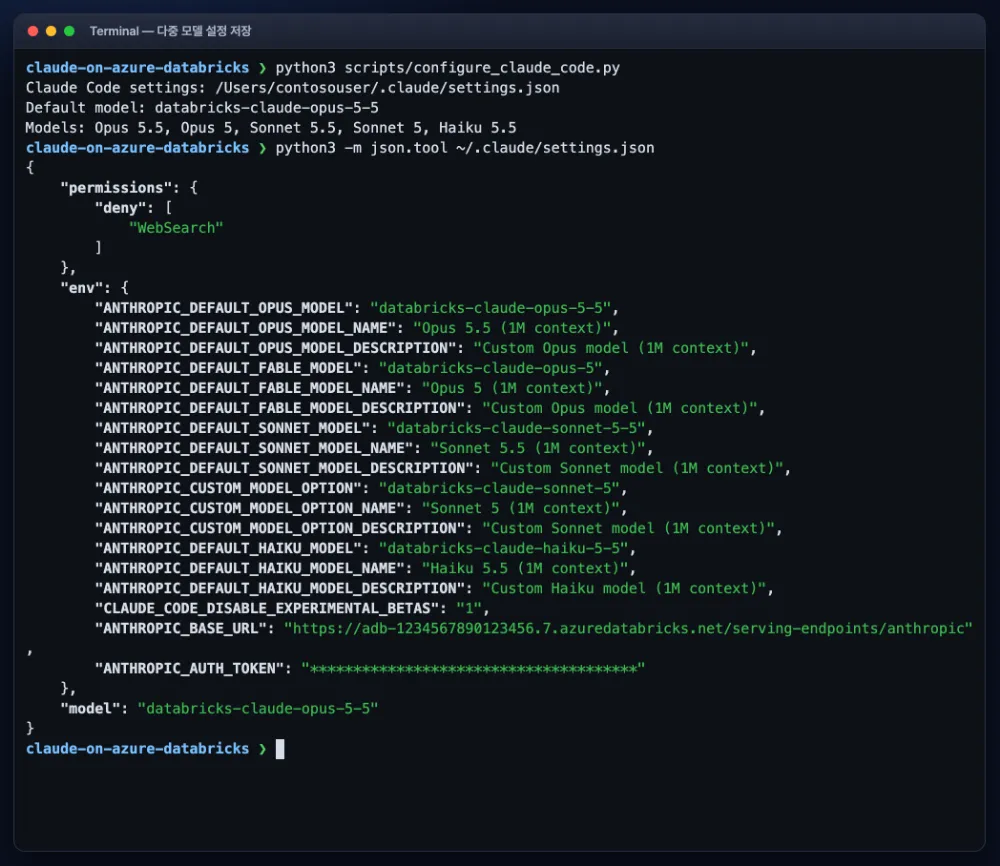 Terminal — 다중 모델 설정 저장
claude-on-azure-databricks ❯ python3 scripts/configure_claude_code.py
Claude Code settings: /Users/contosouser/.claude/settings.json
Default model: databricks-claude-opus-5-5
Models: Opus 5.5, Opus 5, Sonnet 5.5, Sonnet 5, Haiku 5.5
claude-on-azure-databricks ❯ python3 -m json.tool ~/.claude/settings.json
{
    "permissions": {
        "deny": [
            "WebSearch"
        ]
    },
    "env": {
        "ANTHROPIC_DEFAULT_OPUS_MODEL": "databricks-claude-opus-5-5",
        "ANTHROPIC_DEFAULT_OPUS_MODEL_NAME": "Opus 5.5 (1M context)",
        "ANTHROPIC_DEFAULT_OPUS_MODEL_DESCRIPTION": "Custom Opus model (1M context)",
        "ANTHROPIC_DEFAULT_FABLE_MODEL": "databricks-claude-opus-5",
        "ANTHROPIC_DEFAULT_FABLE_MODEL_NAME": "Opus 5 (1M context)",
        "ANTHROPIC_DEFAULT_FABLE_MODEL_DESCRIPTION": "Custom Opus model (1M context)",
        "ANTHROPIC_DEFAULT_SONNET_MODEL": "databricks-claude-sonnet-5-5",
        "ANTHROPIC_DEFAULT_SONNET_MODEL_NAME": "Sonnet 5.5 (1M context)",
        "ANTHROPIC_DEFAULT_SONNET_MODEL_DESCRIPTION": "Custom Sonnet model (1M context)",
        "ANTHROPIC_CUSTOM_MODEL_OPTION": "databricks-claude-sonnet-5",
        "ANTHROPIC_CUSTOM_MODEL_OPTION_NAME": "Sonnet 5 (1M context)",
        "ANTHROPIC_CUSTOM_MODEL_OPTION_DESCRIPTION": "Custom Sonnet model (1M context)",
        "ANTHROPIC_DEFAULT_HAIKU_MODEL": "databricks-claude-haiku-5-5",
        "ANTHROPIC_DEFAULT_HAIKU_MODEL_NAME": "Haiku 5.5 (1M context)",
        "ANTHROPIC_DEFAULT_HAIKU_MODEL_DESCRIPTION": "Custom Haiku model (1M context)",
        "CLAUDE_CODE_DISABLE_EXPERIMENTAL_BETAS": "1",
        "ANTHROPIC_BASE_URL": "https://adb-1234567890123456.7.azuredatabricks.net/serving-endpoints/anthropic"
,
        "ANTHROPIC_AUTH_TOKEN": "**************************************"
    },
    "model": "databricks-claude-opus-5-5"
}
claude-on-azure-databricks ❯